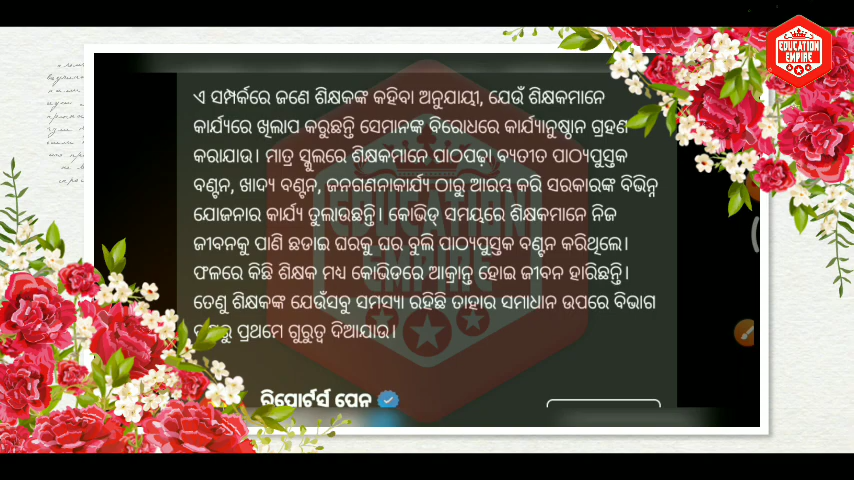 EDUCATION
EMPIRE
ଏ ସମ୍ପର୍କରେ ଜଣେ ଶିକ୍ଷକଙ୍କ କହିବା ଅନୁଯାୟୀ, ଯେଉଁ ଶିକ୍ଷକମାନେ
କାର୍ଯ୍ୟରେ ଖିଲାପ କରୁଛନ୍ତି ସେମାନଙ୍କ ବିରୋଧରେ କାର୍ଯ୍ୟାନୁଷ୍ଠାନ ଗ୍ରହଣ
କରାଯାଉ। ମାତ୍ର ସ୍କୁଲରେ ଶିକ୍ଷକମାନେ ପାଠପଢ଼ା ବ୍ୟତୀତ ପାଠ୍ୟପୁସ୍ତକ
ବଣ୍ଟନ, ଖାଦ୍ୟ ବଣ୍ଟନ, ଜନଗଣନାକାର୍ଯ୍ୟ ଠାରୁ ଆରମ୍ଭ କରି ସରକାରଙ୍କ ବିଭିନ୍ନ
ଯୋଜନାର କାର୍ଯ୍ୟ ତୁଲାଉଛନ୍ତି। କୋଭିଡ୍ ସମୟରେ ଶିକ୍ଷକମାନେ ନିଜ
ଜୀବନକୁ ପାଣି ଛଡାଇ ଘରକୁ ଘର ବୁଲି ପାଠ୍ୟପୁସ୍ତକ ବଣ୍ଟନ କରିଥିଲେ।
ଫଳରେ କିଛି ଶିକ୍ଷକ ମଧ୍ୟ କୋଭିଡରେ ଆକ୍ରାନ୍ତ ହୋଇ ଜୀବନ ହାରିଛନ୍ତି।
ତେଣୁ ଶିକ୍ଷକଙ୍କ ଯେଉଁସବୁ ସମସ୍ୟା ରହିଛି ତାହାର ସମାଧାନ ଉପରେ ବିଭାଗ
ପ୍ରଥମେ ଗୁରୁତ୍ୱ ଦିଆଯାଉ।
ରିପୋର୍ଟର୍ସ ପେନ୍